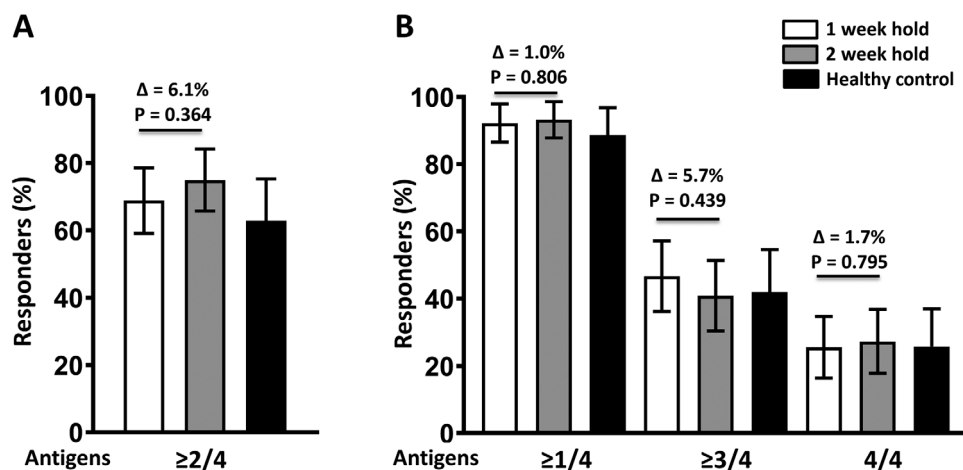 A
Δ = 6.1%
P = 0.364
100
80
60
40
20
0
Responders (%)
Antigens
≥2/4
B
1 week hold
2 week hold
Healthy control
Δ = 1.0%
P = 0.806
Δ = 5.7%
P = 0.439
Δ = 1.7%
P = 0.795
100
80
60
40
20
0
Responders (%)
Antigens
≥1/4
≥3/4
4/4